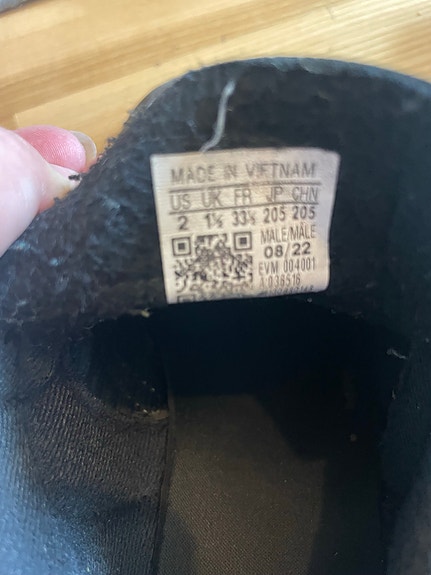 MADE IN VIETNAM
US UK FR JP CHN
2 1½ 33½ 205 205
MALE/MÂLE
08/22
EVM 004001
A 038516